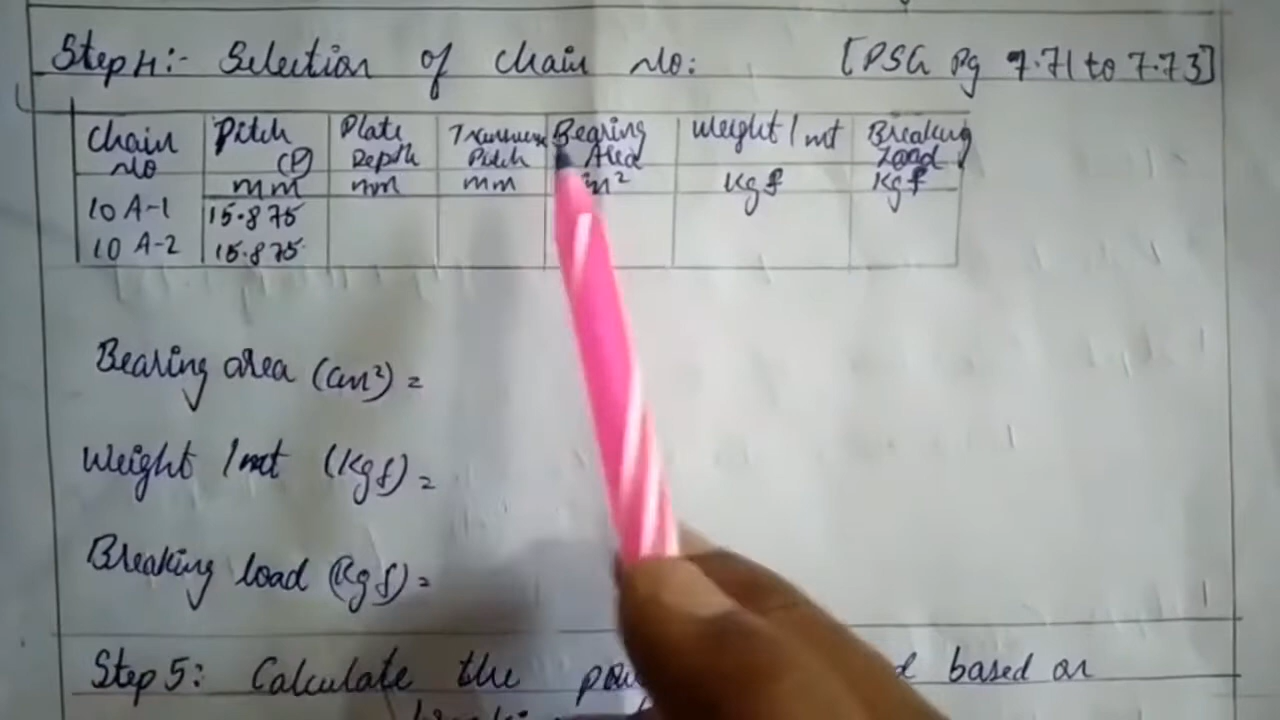 Step 4:- Selection of chain No: [PSG Pg 7.71 to 7.73]
Chain No Pitch (P) Plate Depth Transverse Pitch Bearing Area Weight / mt Breaking Load
mm mm mm m² Kgf Kgf
10 A-1 15.875
10 A-2 15.875
Bearing area (cm²) =
Weight / mt (Kgf) =
Breaking load (Kgf) =
Step 5: Calculate the based on